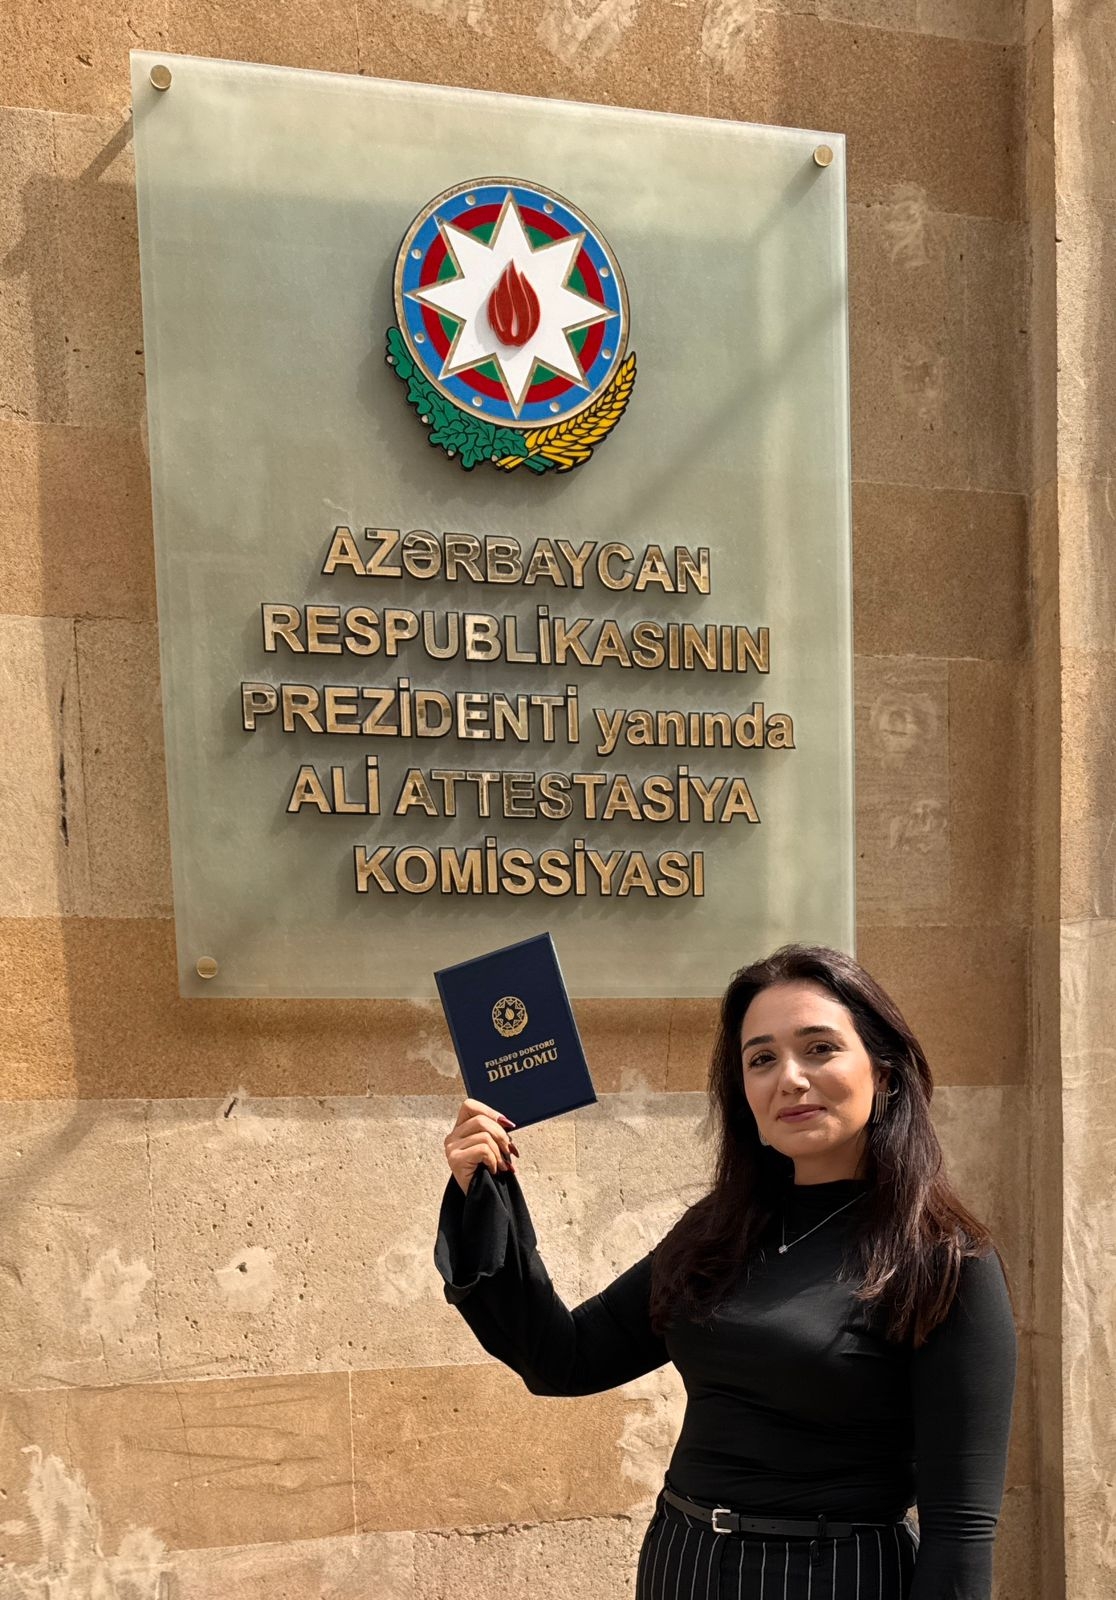 AZƏRBAYCAN
RESPUBLİKASININ
PREZİDENTİ yanında
ALİ ATTESTASİYA
KOMİSSİYASI
FƏLSƏFƏ DOKTORU
DİPLOMU